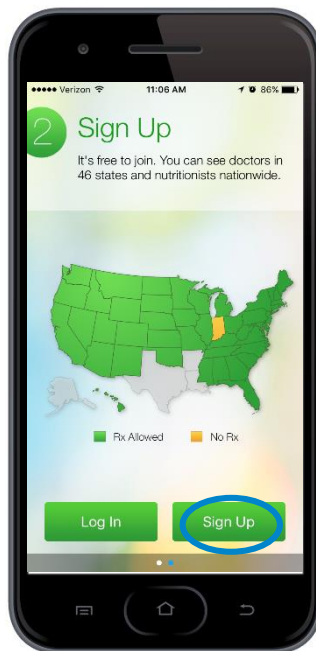 Verizon 11:06 AM 86%
2 Sign Up
It's free to join. You can see doctors in
46 states and nutritionists nationwide.
Rx Allowed No Rx
Log In Sign Up